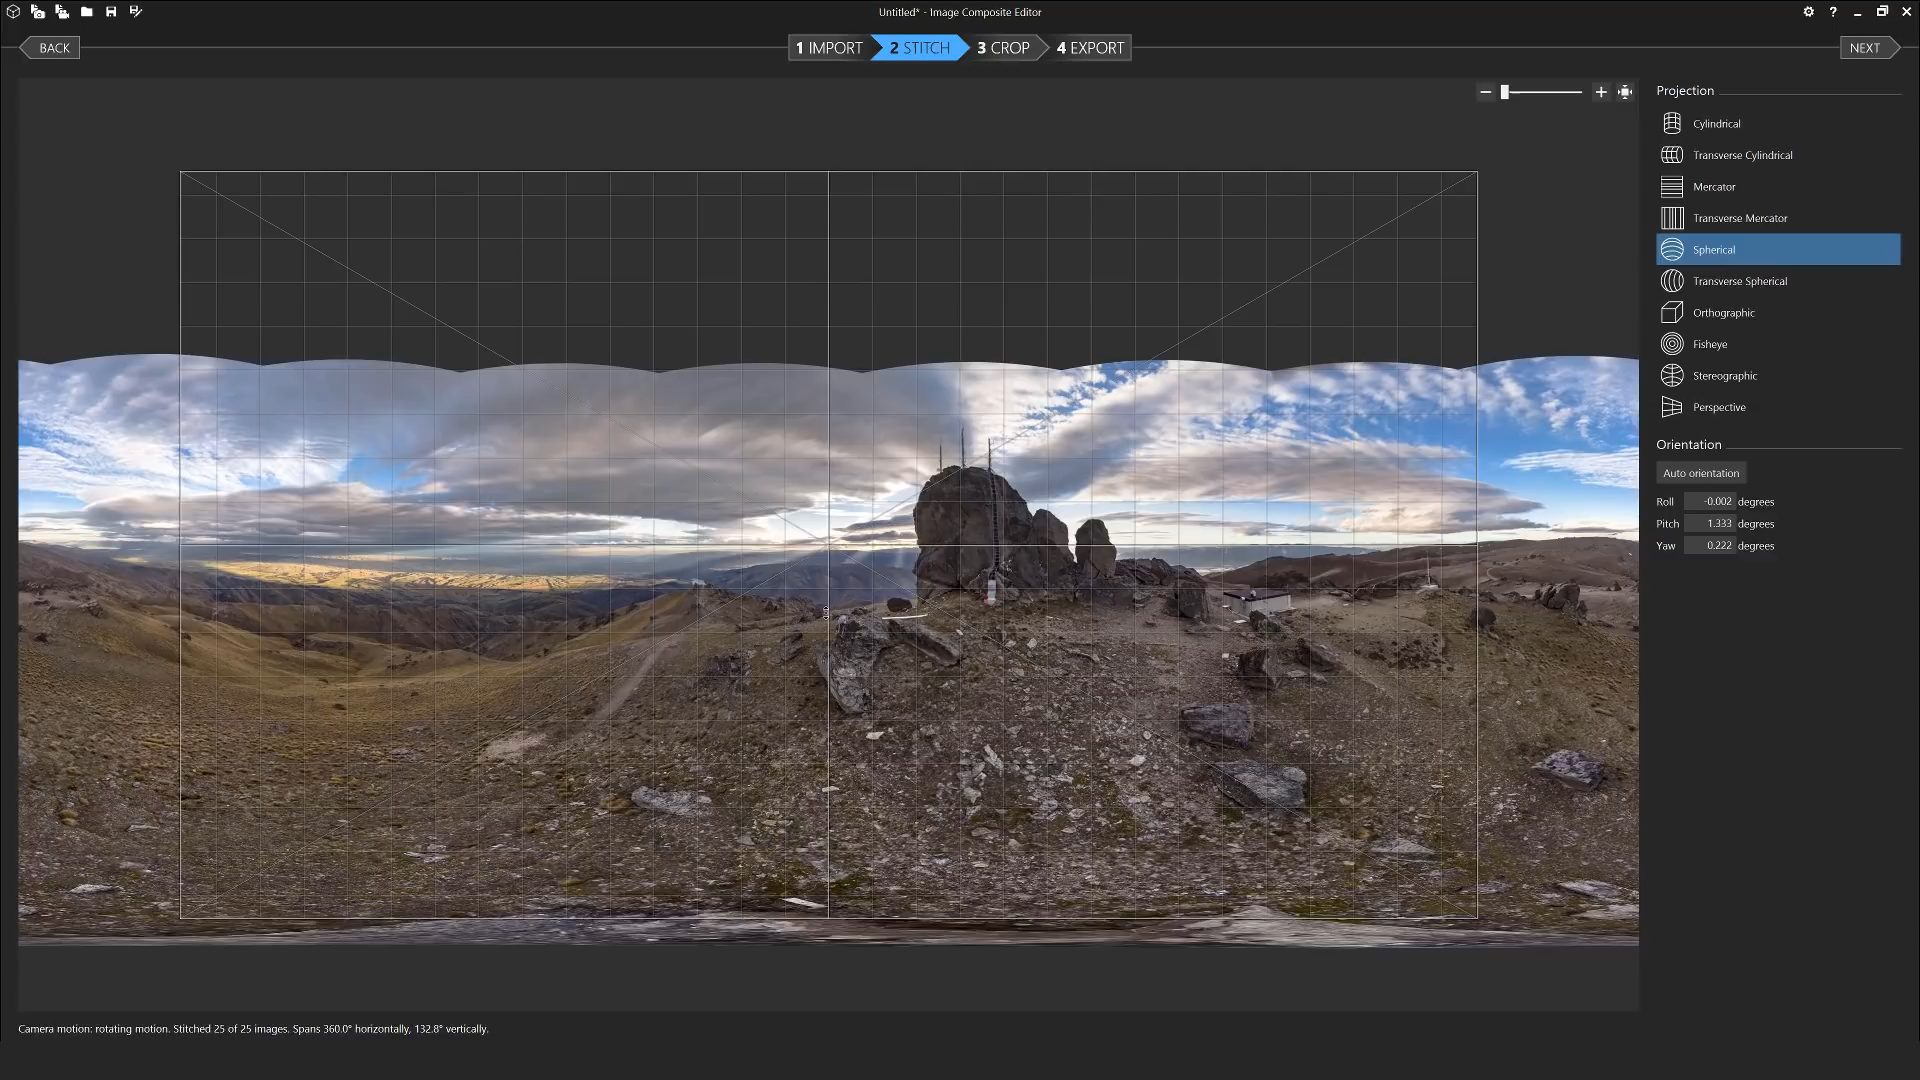 Untitled* - Image Composite Editor
BACK
1 IMPORT
2 STITCH
3 CROP
4 EXPORT
NEXT
Projection
Cylindrical
Transverse Cylindrical
Mercator
Transverse Mercator
Spherical
Transverse Spherical
Orthographic
Fisheye
Stereographic
Perspective
Orientation
Auto orientation
Roll -0.002 degrees
Pitch 1.333 degrees
Yaw 0.222 degrees
Camera motion: rotating motion. Stitched 25 of 25 images. Spans 360.0° horizontally, 132.8° vertically.